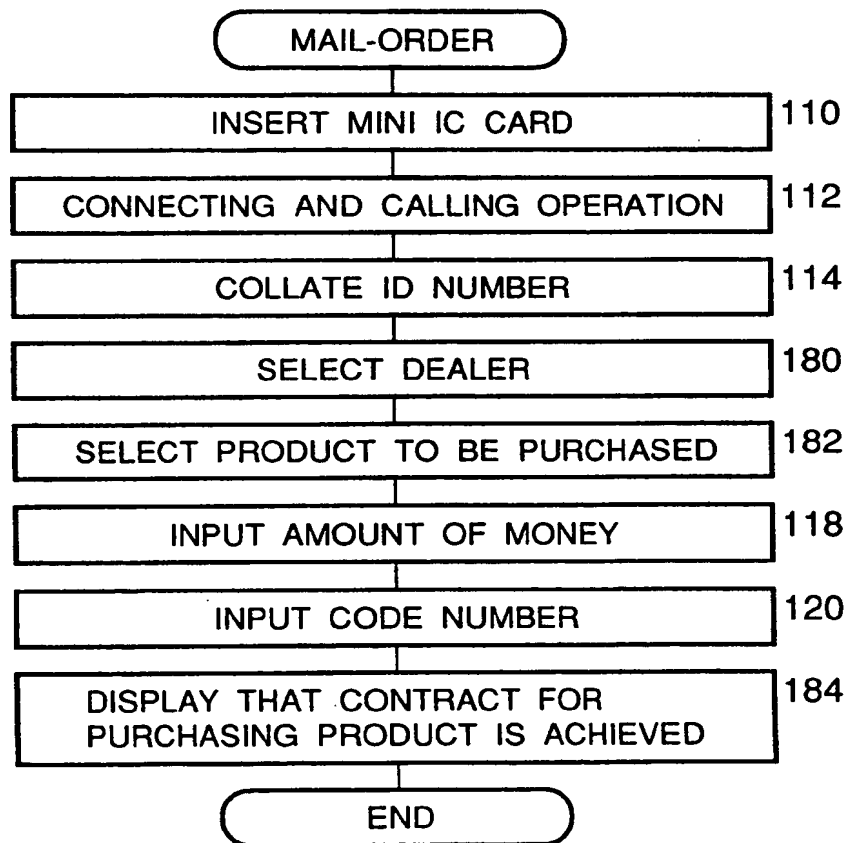 MAIL-ORDER
INSERT MINI IC CARD 110
CONNECTING AND CALLING OPERATION 112
COLLATE ID NUMBER 114
SELECT DEALER 180
SELECT PRODUCT TO BE PURCHASED 182
INPUT AMOUNT OF MONEY 118
INPUT CODE NUMBER 120
DISPLAY THAT CONTRACT FOR 184
PURCHASING PRODUCT IS ACHIEVED
END